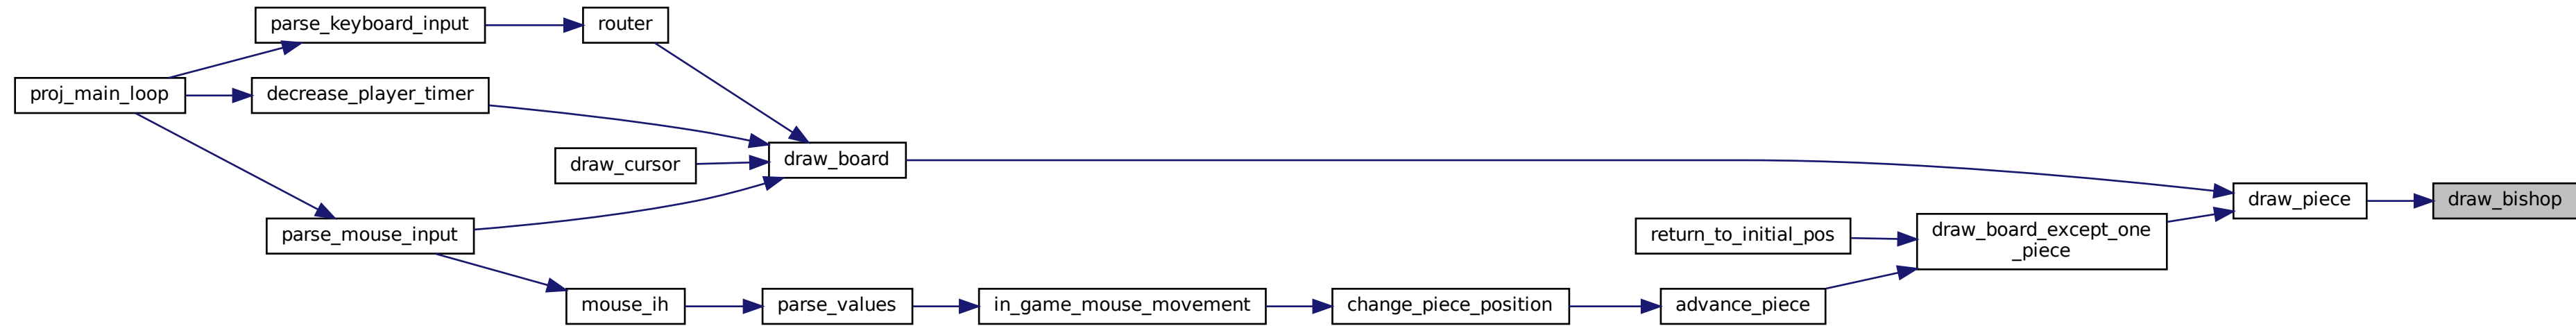 parse_keyboard_input
router
proj_main_loop
decrease_player_timer
draw_cursor
draw_board
parse_mouse_input
draw_piece
draw_bishop
return_to_initial_pos
draw_board_except_one
_piece
mouse_ih
parse_values
in_game_mouse_movement
change_piece_position
advance_piece